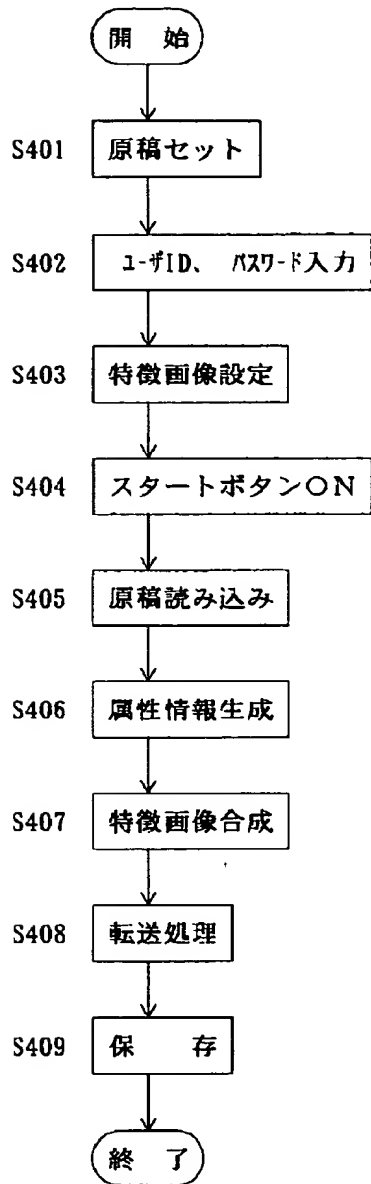 開 始
S401 原稿セット
S402 ユーザID、 パスワード入力
S403 特徴画像設定
S404 スタートボタンON
S405 原稿読み込み
S406 属性情報生成
S407 特徴画像合成
S408 転送処理
S409 保 存
終 了